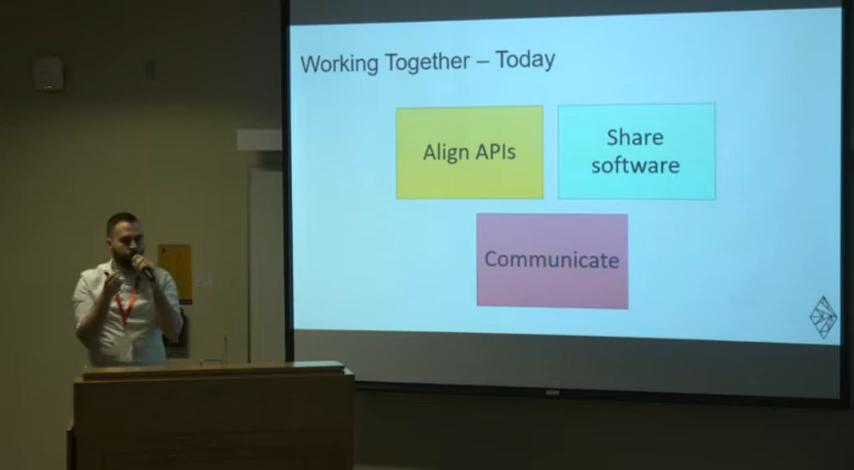 Working Together – Today
Align APIs
Share
software
Communicate